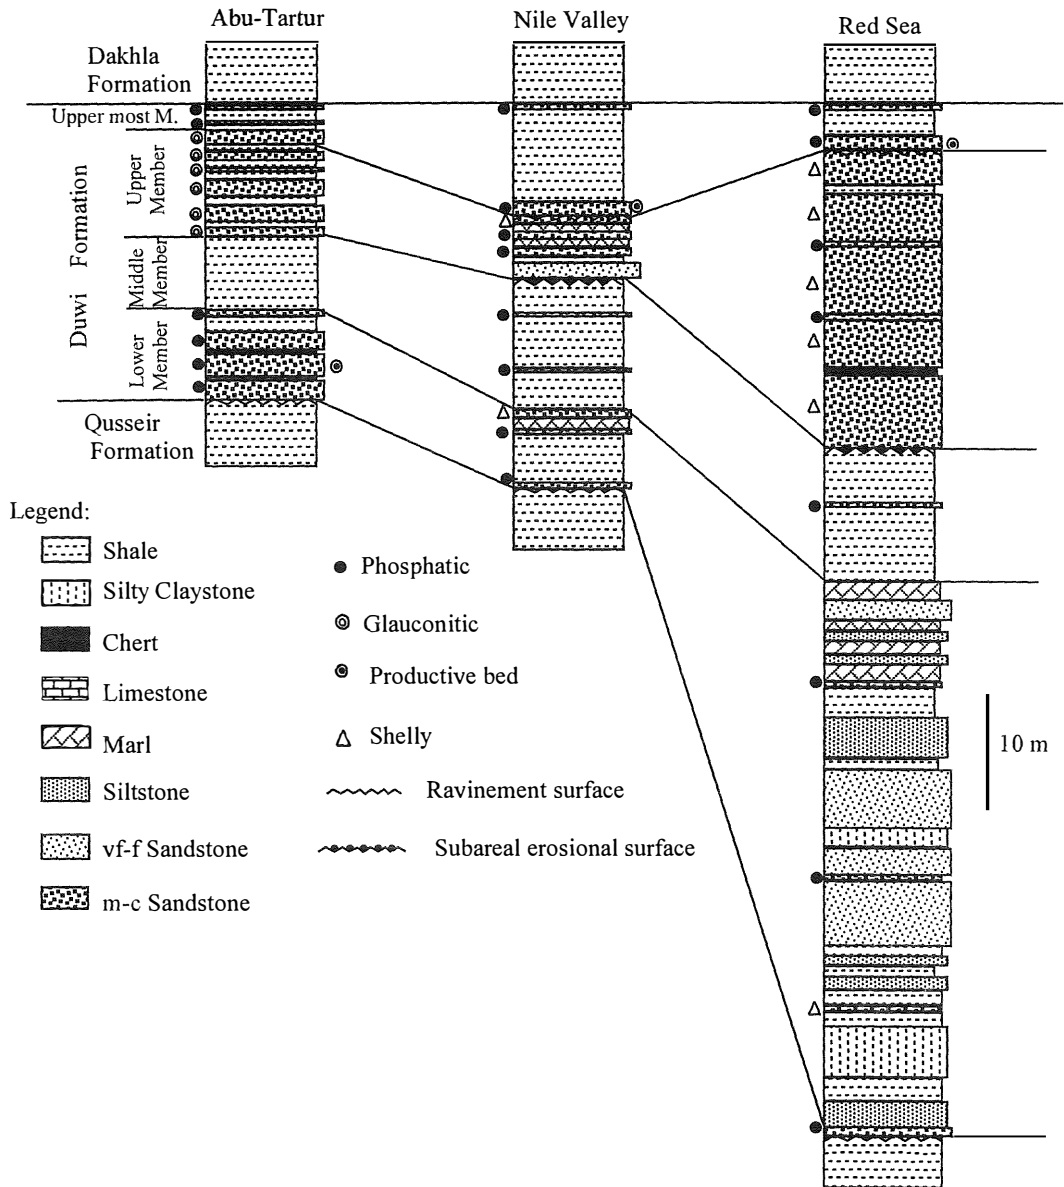 Abu-Tartur
Nile Valley
Red Sea
Dakhla
Formation
Upper most M.
Upper
Member
Middle
Member
Lower
Member
Duwi Formation
Qusseir
Formation
Legend:
Shale
Silty Claystone
Chert
Limestone
Marl
Siltstone
vf-f Sandstone
m-c Sandstone
Phosphatic
Glauconitic
Productive bed
Shelly
Ravinement surface
Subareal erosional surface
10 m